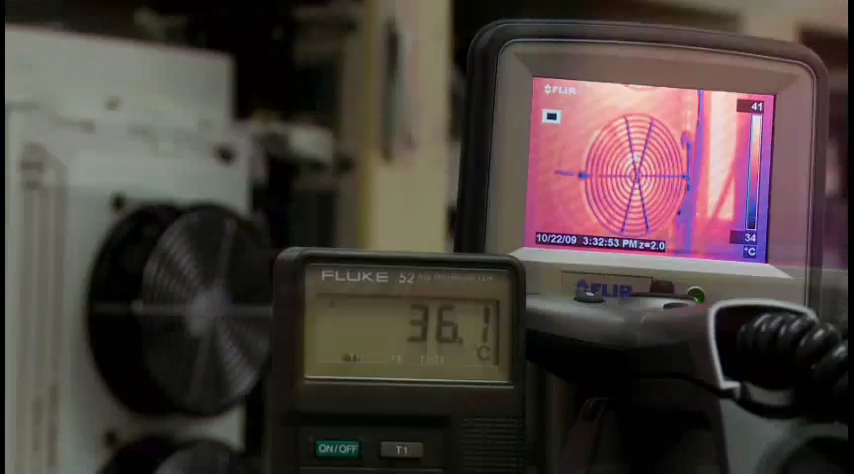 FLIR
41
10/22/09 3:32:53 PM z=2.0
34
°C
FLIR
FLUKE 52
36.1
°C
ON/OFF
T1